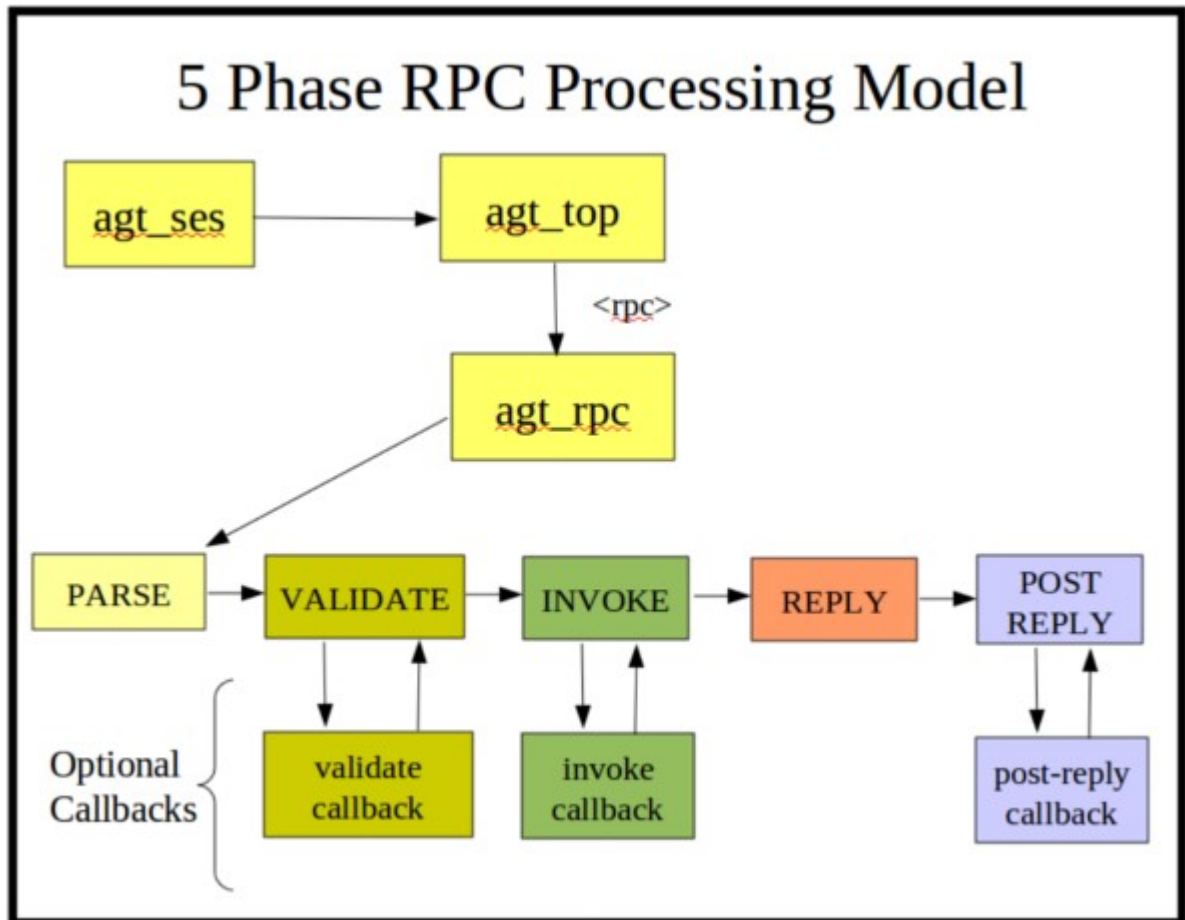 5 Phase RPC Processing Model
agt_ses
agt_top
<rpc>
agt_rpc
PARSE
VALIDATE
INVOKE
REPLY
POST
REPLY
Optional
Callbacks
validate
callback
invoke
callback
post-reply
callback